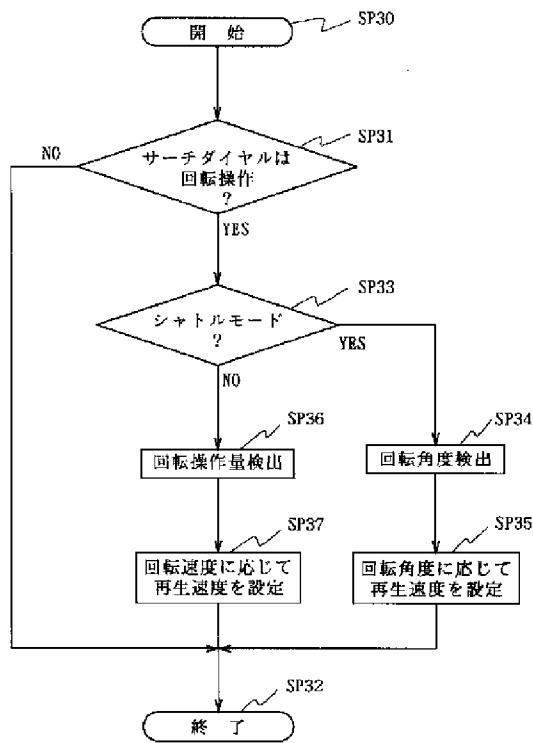 SP30
開 始
SP31
NO
サーチダイヤルは
回転操作
?
YES
SP33
シャトルモード
?
YES
NO
SP36
SP34
回転操作量検出
回転角度検出
SP37
SP35
回転速度に応じて
再生速度を設定
回転角度に応じて
再生速度を設定
SP32
終 了